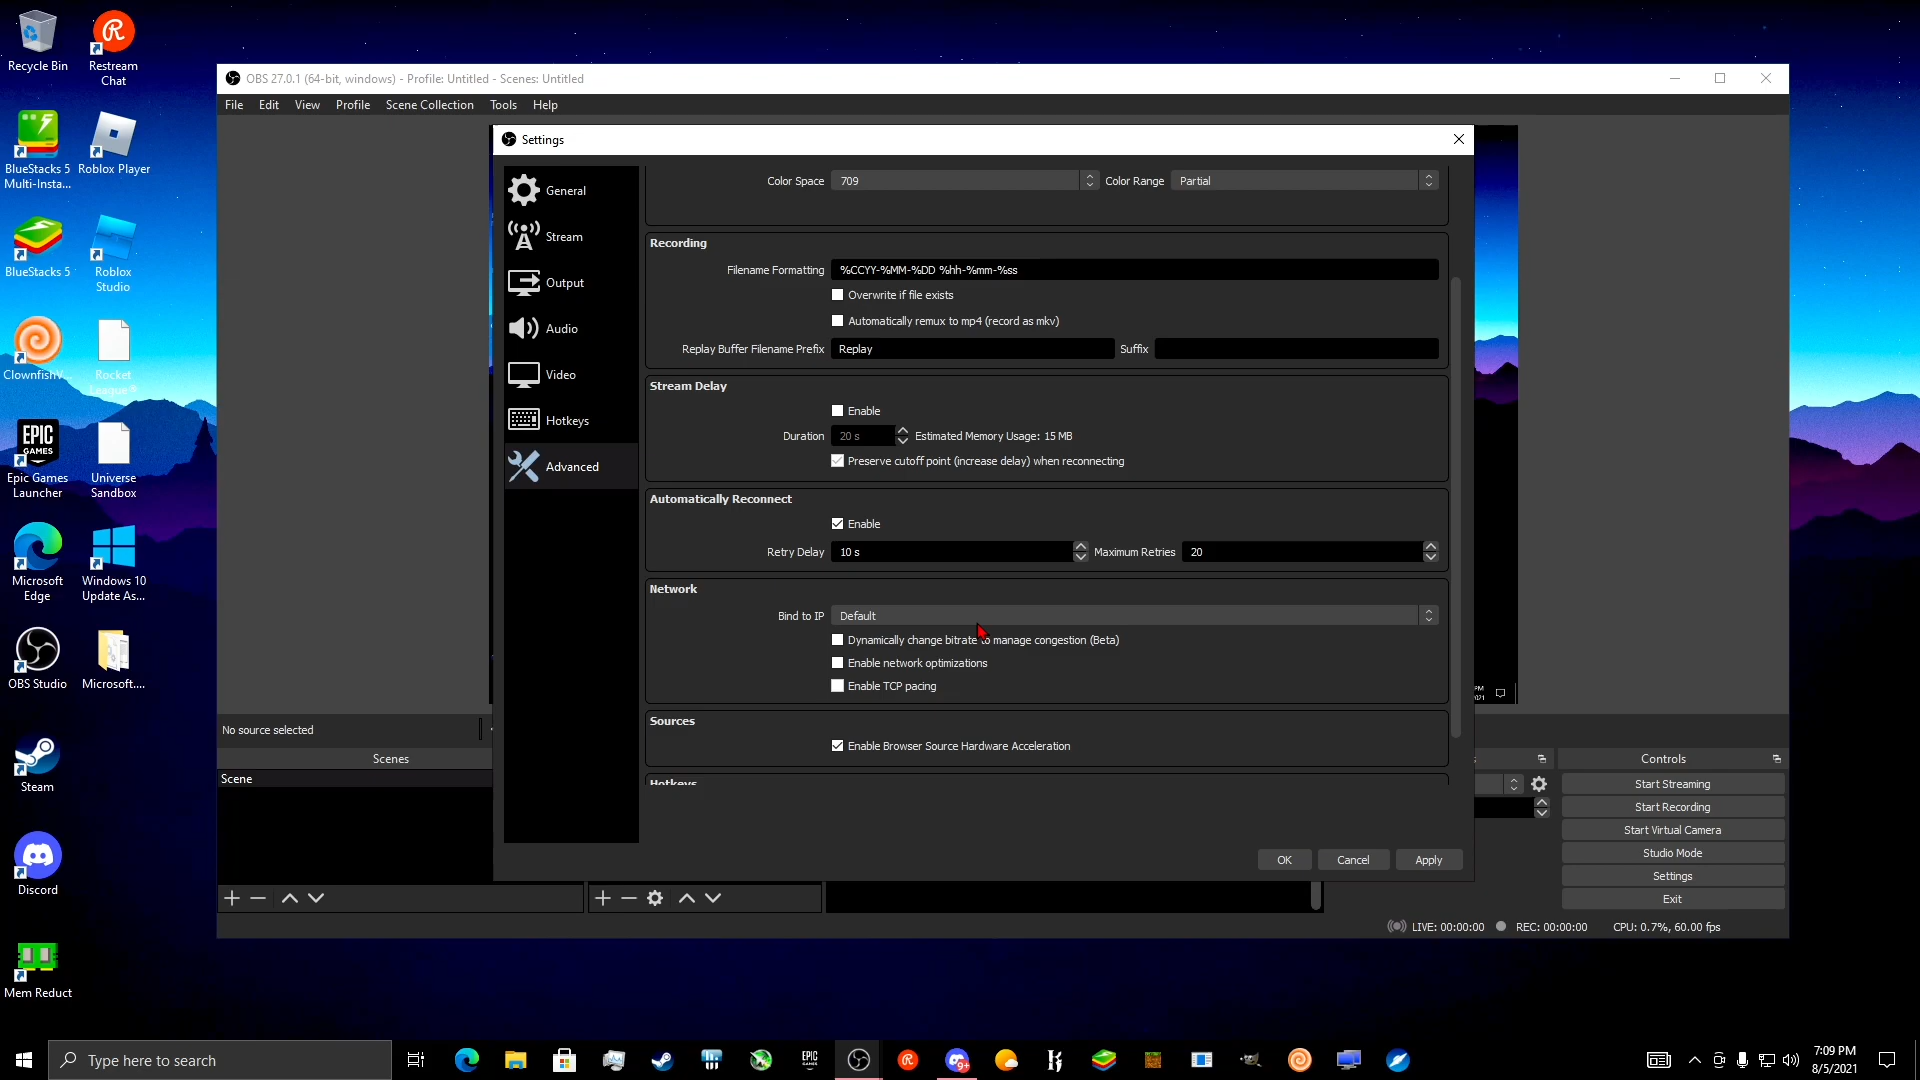 Recycle Bin
Restream
Chat
BlueStacks 5
Multi-Insta...
Roblox Player
BlueStacks 5
Roblox
Studio
ClownfishV...
Rocket
League®
Epic Games
Launcher
Universe
Sandbox
Microsoft
Edge
Windows 10
Update As...
OBS Studio
Microsoft....
Steam
Discord
Mem Reduct
EPIC
GAMES
OBS 27.0.1 (64-bit, windows) - Profile: Untitled - Scenes: Untitled
File Edit View Profile Scene Collection Tools Help
Settings
General
Stream
Output
Audio
Video
Hotkeys
Advanced
Color Space 709 Color Range Partial
Recording
Filename Formatting %CCYY-%MM-%DD %hh-%mm-%ss
Overwrite if file exists
Automatically remux to mp4 (record as mkv)
Replay Buffer Filename Prefix Replay Suffix
Stream Delay
Enable
Duration 20 s Estimated Memory Usage: 15 MB
Preserve cutoff point (increase delay) when reconnecting
Automatically Reconnect
Enable
Retry Delay 10 s Maximum Retries 20
Network
Bind to IP Default
Dynamically change bitrate to manage congestion (Beta)
Enable network optimizations
Enable TCP pacing
Sources
Enable Browser Source Hardware Acceleration
Hotkeys
OK Cancel Apply
PM
No source selected
Scenes
Scene
Controls
Start Streaming
Start Recording
Start Virtual Camera
Studio Mode
Settings
Exit
LIVE: 00:00:00 REC: 00:00:00 CPU: 0.7%, 60.00 fps
Type here to search
EPIC
9+
7:09 PM
8/5/2021